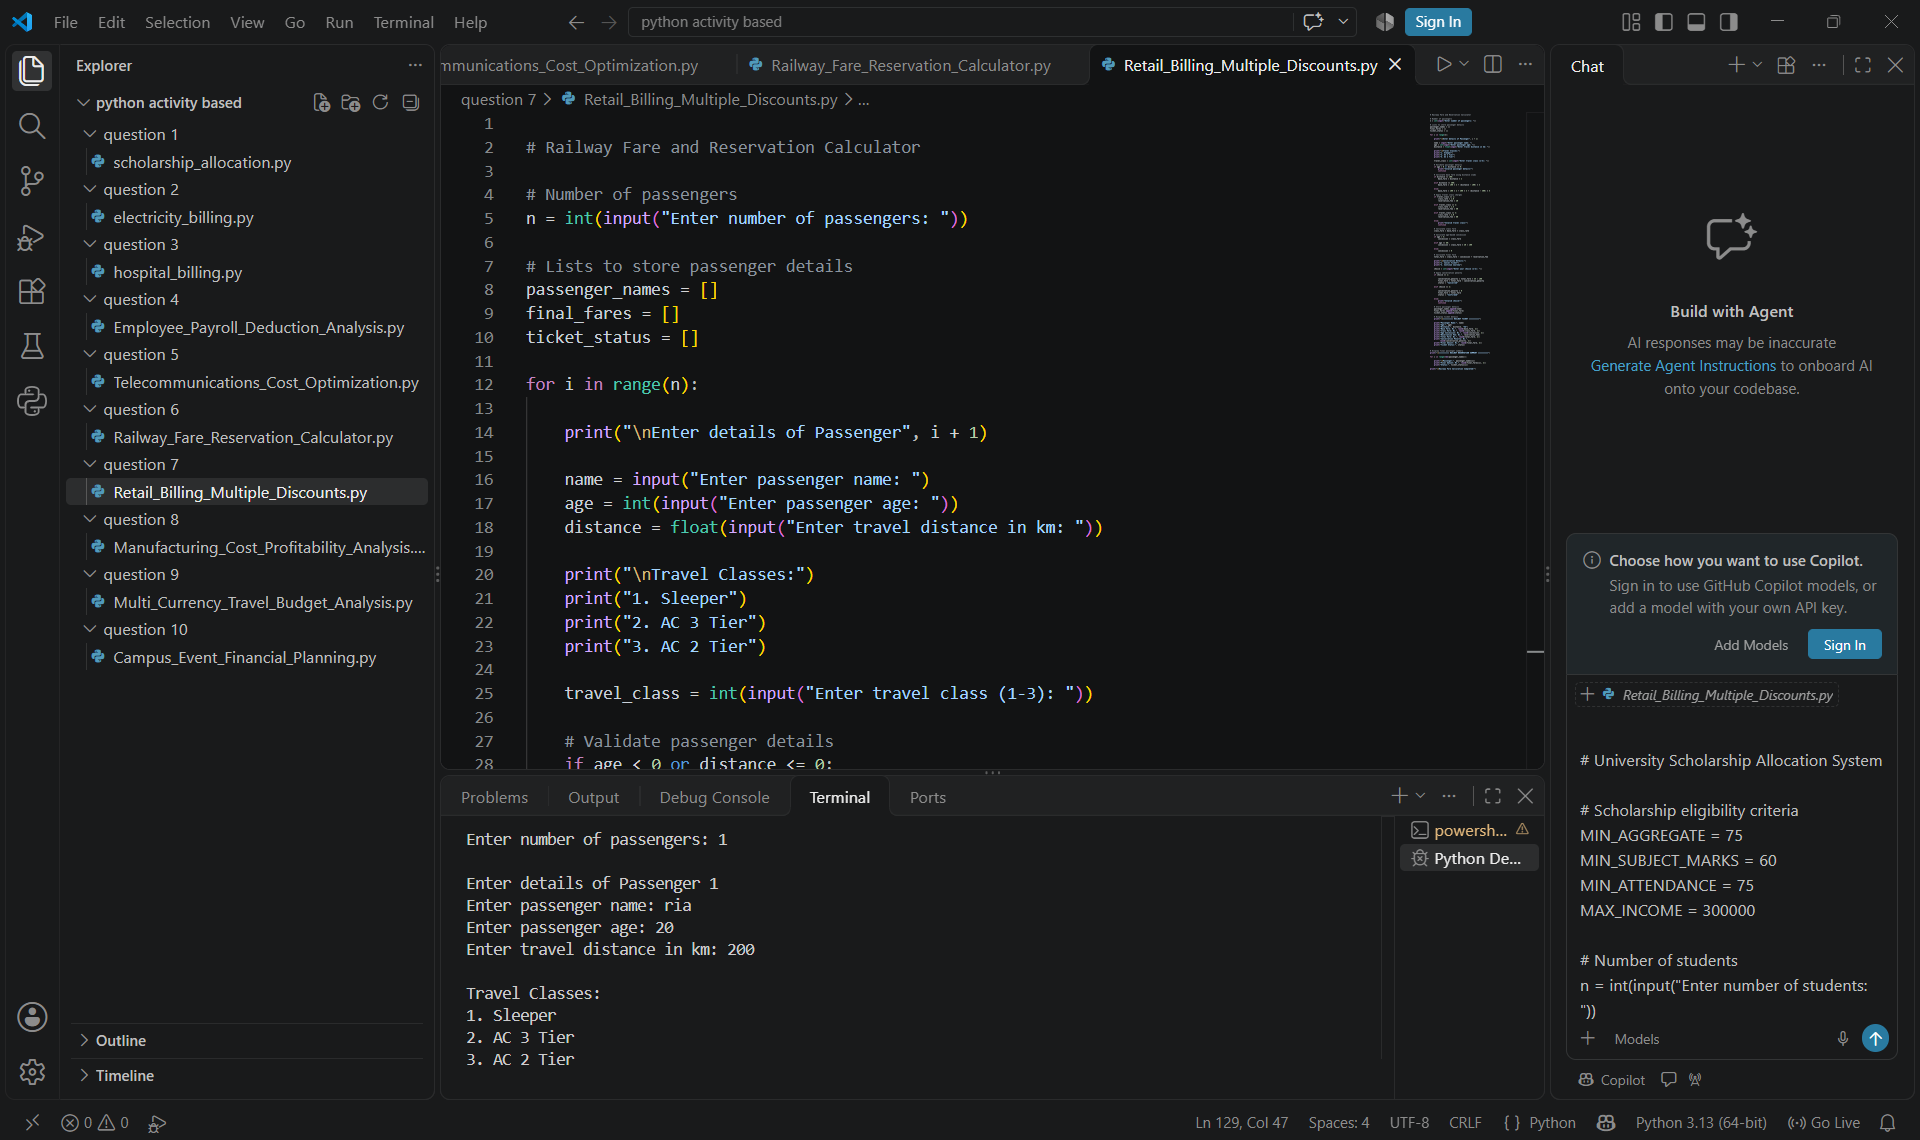 File Edit Selection View Go Run Terminal Help
python activity based
Sign In
Explorer
python activity based
question 1
scholarship_allocation.py
question 2
electricity_billing.py
question 3
hospital_billing.py
question 4
Employee_Payroll_Deduction_Analysis.py
question 5
Telecommunications_Cost_Optimization.py
question 6
Railway_Fare_Reservation_Calculator.py
question 7
Retail_Billing_Multiple_Discounts.py
question 8
Manufacturing_Cost_Profitability_Analysis....
question 9
Multi_Currency_Travel_Budget_Analysis.py
question 10
Campus_Event_Financial_Planning.py
Outline
Timeline
mmunications_Cost_Optimization.py Railway_Fare_Reservation_Calculator.py Retail_Billing_Multiple_Discounts.py
question 7 > Retail_Billing_Multiple_Discounts.py > ...
1
2 # Railway Fare and Reservation Calculator
3
4 # Number of passengers
5 n = int(input("Enter number of passengers: "))
6
7 # Lists to store passenger details
8 passenger_names = []
9 final_fares = []
10 ticket_status = []
11
12 for i in range(n):
13
14 print("\nEnter details of Passenger", i + 1)
15
16 name = input("Enter passenger name: ")
17 age = int(input("Enter passenger age: "))
18 distance = float(input("Enter travel distance in km: "))
19
20 print("\nTravel Classes:")
21 print("1. Sleeper")
22 print("2. AC 3 Tier")
23 print("3. AC 2 Tier")
24
25 travel_class = int(input("Enter travel class (1-3): "))
26
27 # Validate passenger details
28 if age < 0 or distance <= 0:
Problems Output Debug Console Terminal Ports
Enter number of passengers: 1
Enter details of Passenger 1
Enter passenger name: ria
Enter passenger age: 20
Enter travel distance in km: 200
Travel Classes:
1. Sleeper
2. AC 3 Tier
3. AC 2 Tier
powersh...
Python De...
Chat
Build with Agent
AI responses may be inaccurate
Generate Agent Instructions to onboard AI
onto your codebase.
Choose how you want to use Copilot.
Sign in to use GitHub Copilot models, or
add a model with your own API key.
Add Models Sign In
Retail_Billing_Multiple_Discounts.py
# University Scholarship Allocation System
# Scholarship eligibility criteria
MIN_AGGREGATE = 75
MIN_SUBJECT_MARKS = 60
MIN_ATTENDANCE = 75
MAX_INCOME = 300000
# Number of students
n = int(input("Enter number of students:
"))
Models
Copilot
0 0
Ln 129, Col 47 Spaces: 4 UTF-8 CRLF { } Python Python 3.13 (64-bit) Go Live